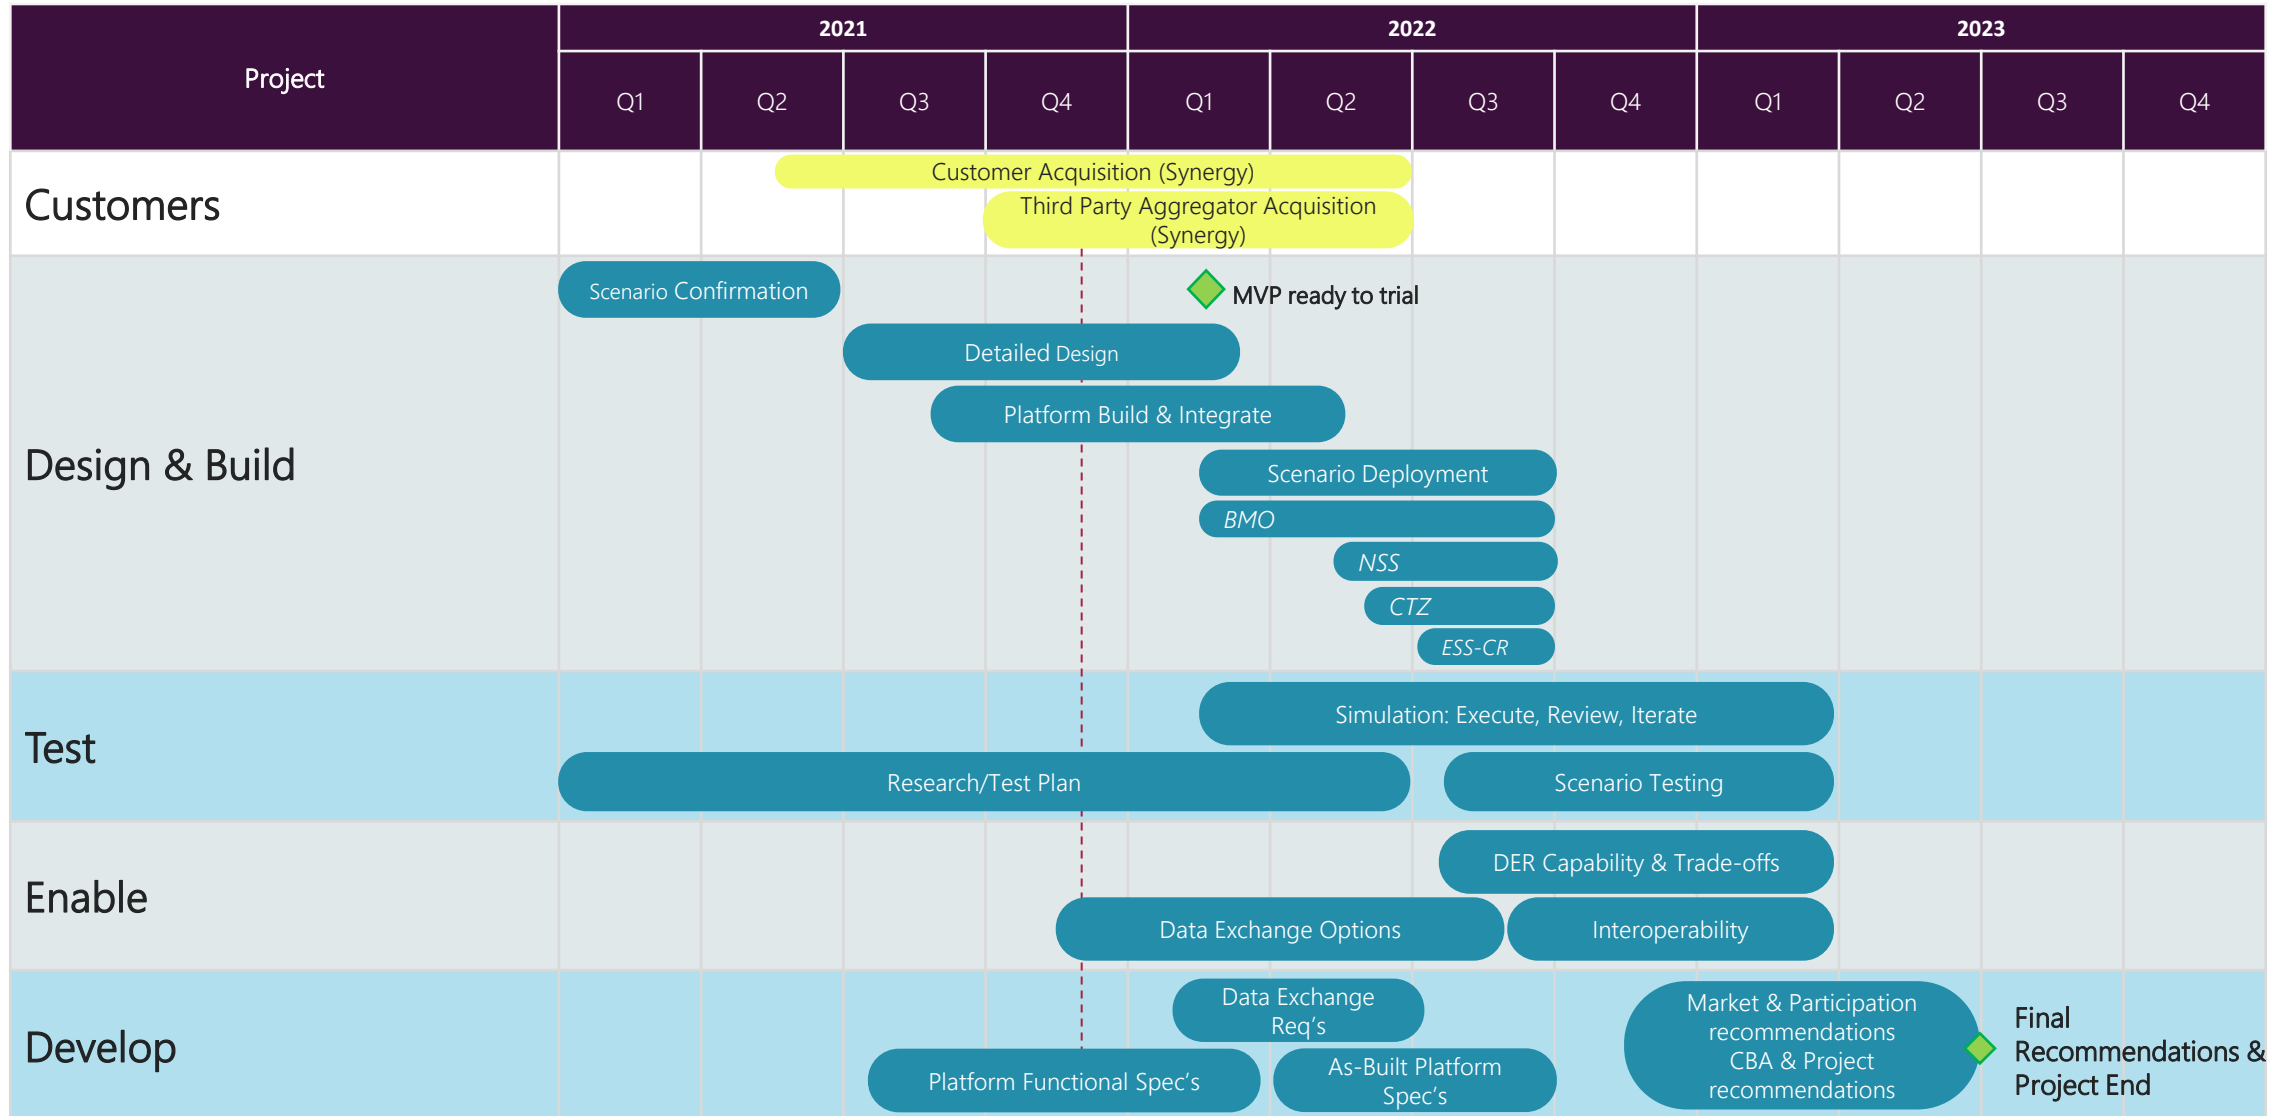 Project
2021
2022
2023
Q1
Q2
Q3
Q4
Q1
Q2
Q3
Q4
Q1
Q2
Q3
Q4
Customers
Customer Acquisition (Synergy)
Third Party Aggregator Acquisition
(Synergy)
Design & Build
Scenario Confirmation
MVP ready to trial
Detailed Design
Platform Build & Integrate
Scenario Deployment
BMO
NSS
CTZ
ESS-CR
Test
Simulation: Execute, Review, Iterate
Research/Test Plan
Scenario Testing
Enable
DER Capability & Trade-offs
Data Exchange Options
Interoperability
Develop
Data Exchange
Req's
Platform Functional Spec's
As-Built Platform
Spec's
Market & Participation
recommendations
CBA & Project
recommendations
Final
Recommendations &
Project End